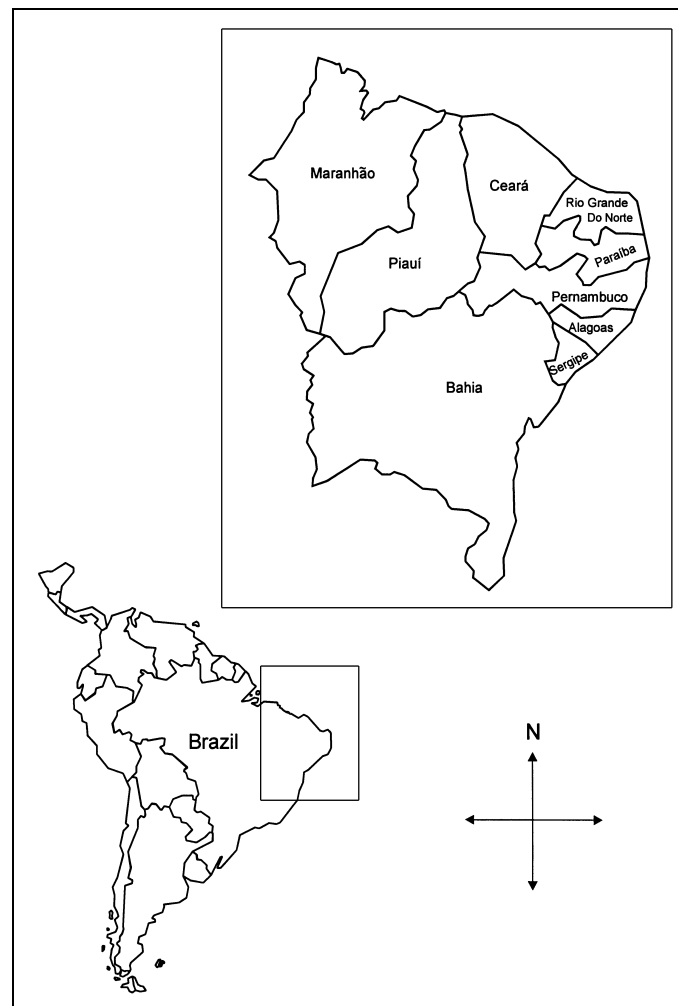 Maranhão
Ceará
Rio Grande
Do Norte
Paraíba
Piauí
Pernambuco
Alagoas
Sergipe
Bahia
Brazil
N